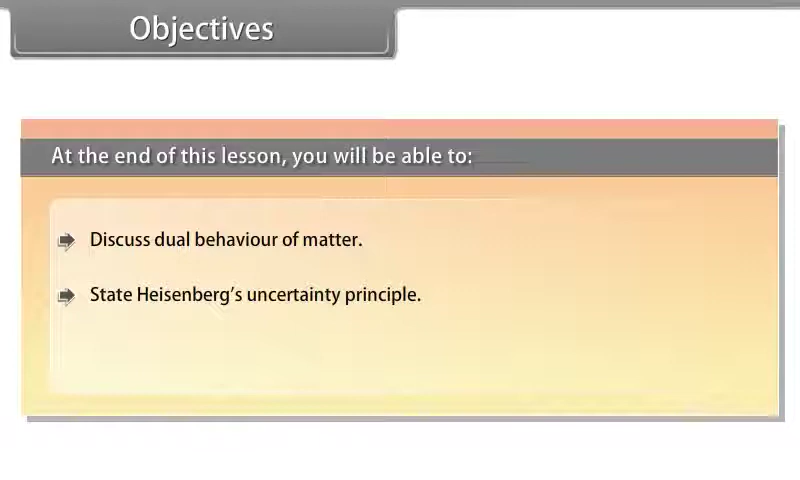 Objectives
At the end of this lesson, you will be able to:
Discuss dual behaviour of matter.
State Heisenberg's uncertainty principle.